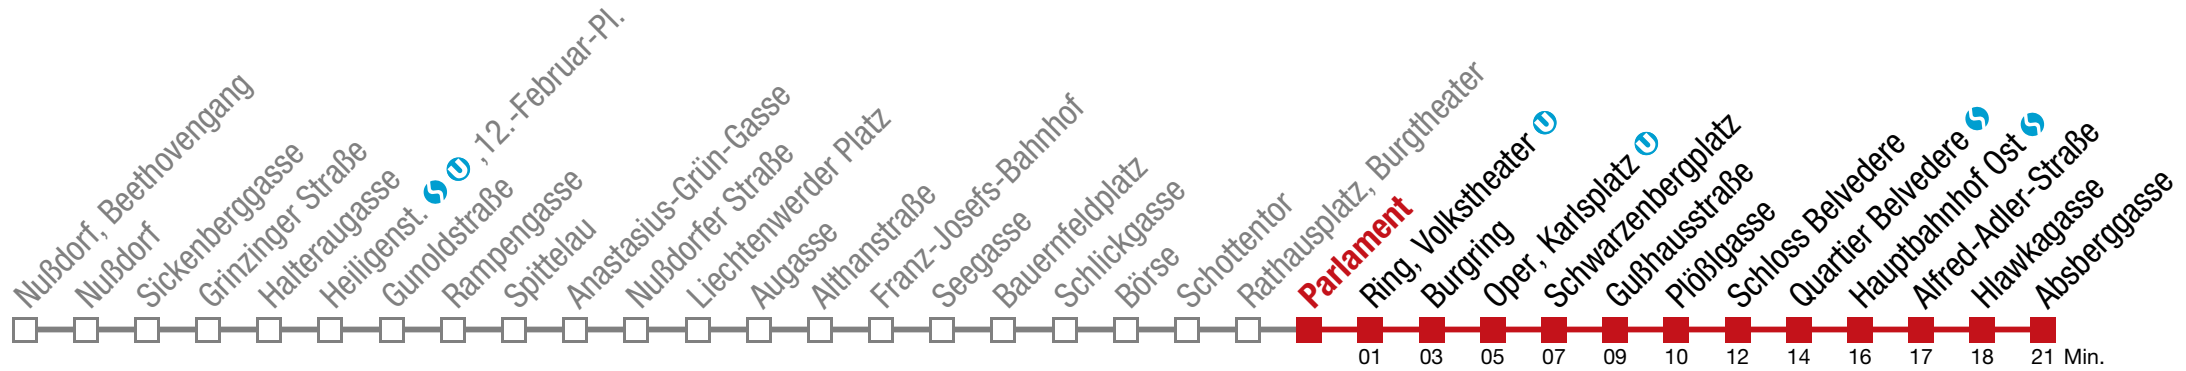 Nußdorf, Beethovengang
Nußdorf
Sickenberggasse
Grinzinger Straße
Halteraugasse
Heiligenst. S U , 12.-Februar-Pl.
Gunoldstraße
Rampengasse
Spittelau
Anastasius-Grün-Gasse
Nußdorfer Straße
Liechtenwerder Platz
Augasse
Althanstraße
Franz-Josefs-Bahnhof
Seegasse
Bauernfeldplatz
Schlickgasse
Börse
Schottentor
Rathausplatz, Burgtheater
Parlament
Ring, Volkstheater U
Burgring
Oper, Karlsplatz U
Schwarzenbergplatz
Gußhausstraße
Plößlgasse
Schloss Belvedere
Quartier Belvedere S
Hauptbahnhof Ost S
Alfred-Adler-Straße
Hlawkagasse
Absberggasse
01 03 05 07 09 10 12 14 16 17 18 21 Min.